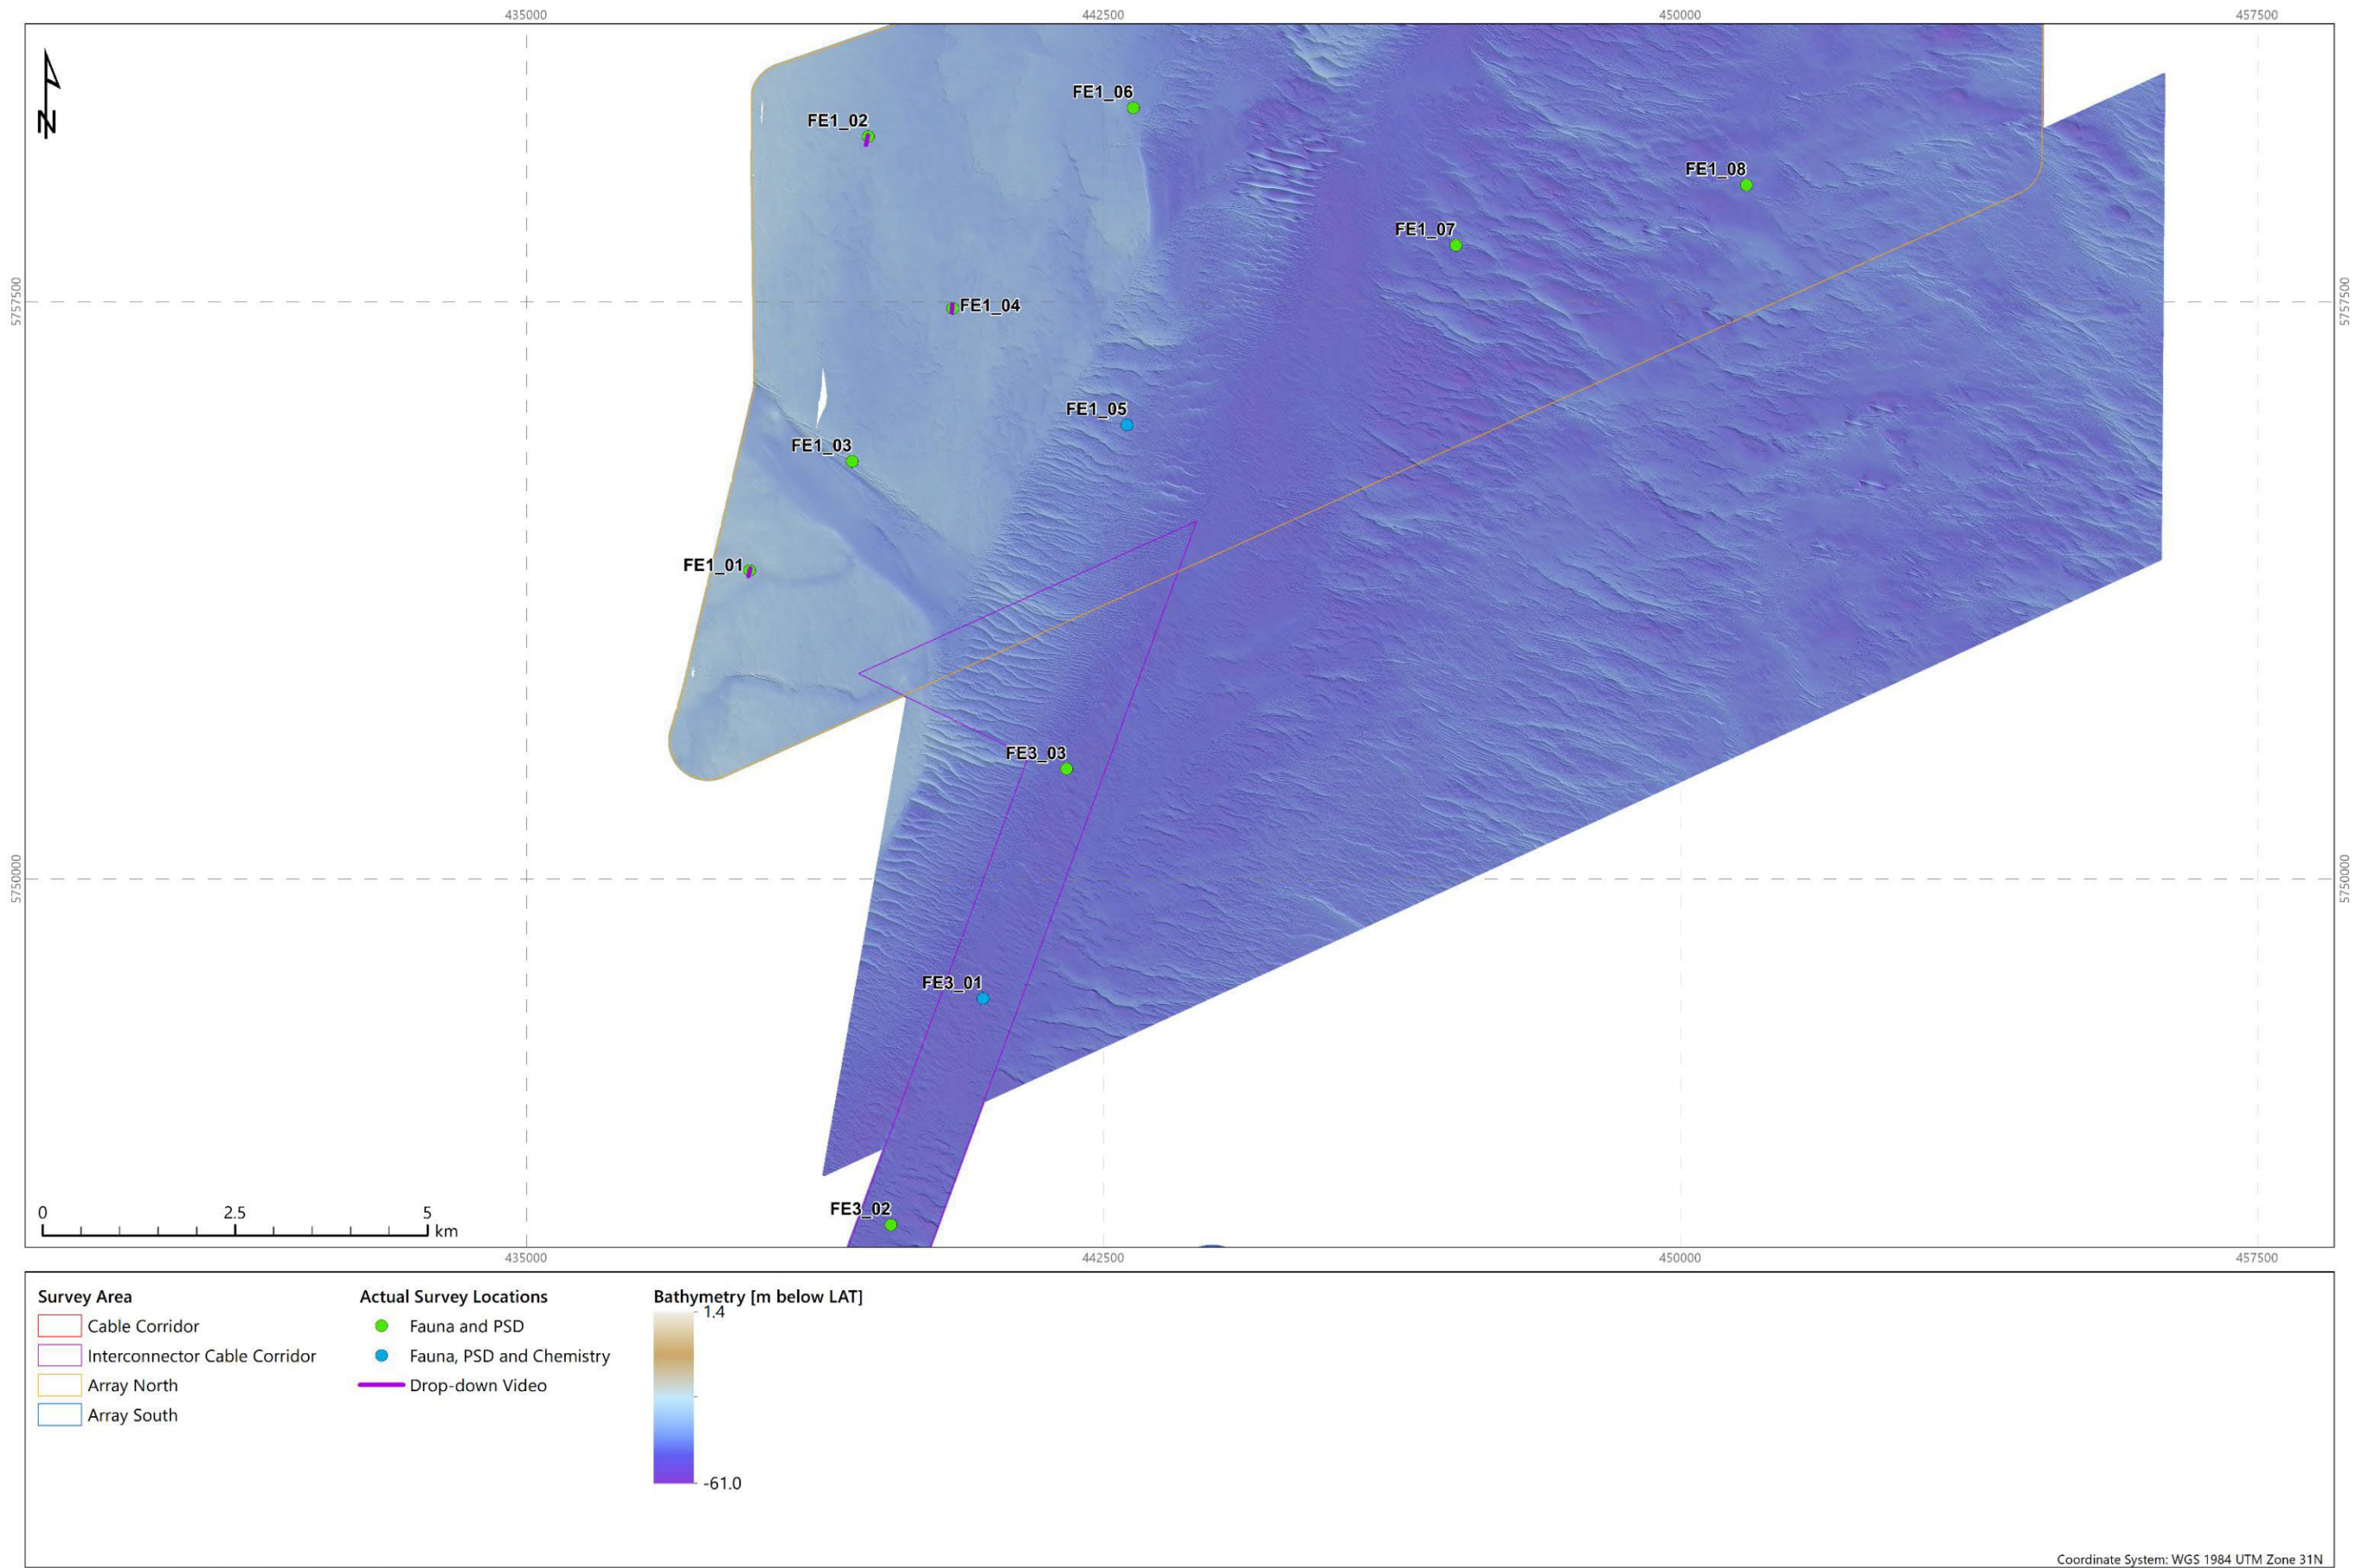 435000 442500 450000 457500
N
FE1_06
FE1_02
FE1_08
FE1_07
5757500 5757500
FE1_04
FE1_05
FE1_03
FE1_01
FE3_03
5750000 5750000
FE3_01
FE3_02
0 2.5 5
km
435000 442500 450000 457500
Survey Area
Cable Corridor
Interconnector Cable Corridor
Array North
Array South
Actual Survey Locations
Fauna and PSD
Fauna, PSD and Chemistry
Drop-down Video
Bathymetry [m below LAT]
1.4
-61.0
Coordinate System: WGS 1984 UTM Zone 31N